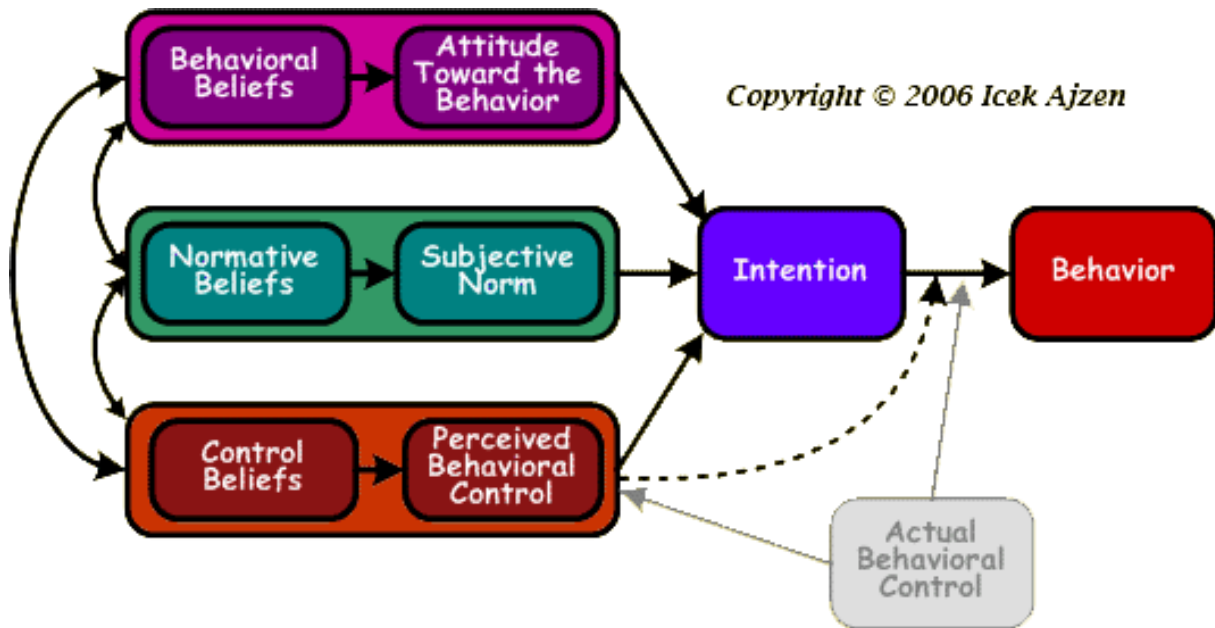 Behavioral
Beliefs
Attitude
Toward the
Behavior
Copyright © 2006 Icek Ajzen
Normative
Beliefs
Subjective
Norm
Intention
Behavior
Control
Beliefs
Perceived
Behavioral
Control
Actual
Behavioral
Control